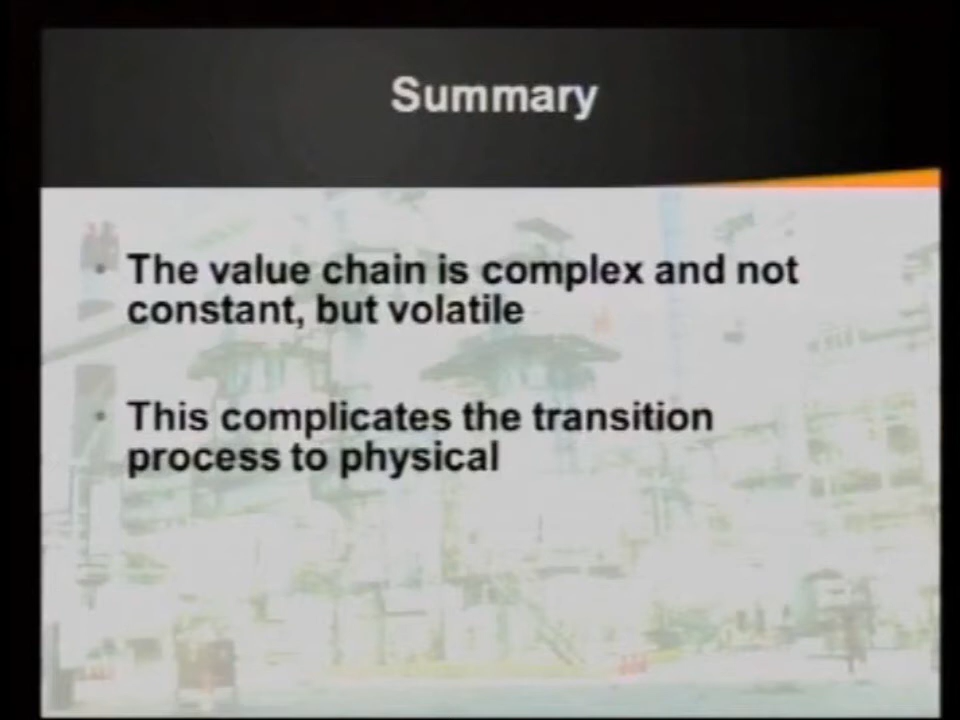 Summary
• The value chain is complex and not
constant, but volatile
• This complicates the transition
process to physical